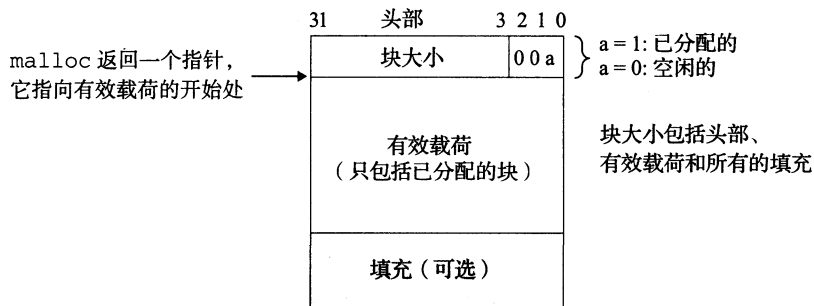 31 头部 3 2 1 0
malloc 返回一个指针，
它指向有效载荷的开始处
块大小
0 0 a
a = 1: 已分配的
a = 0: 空闲的
有效载荷
（只包括已分配的块）
块大小包括头部、
有效载荷和所有的填充
填充（可选）